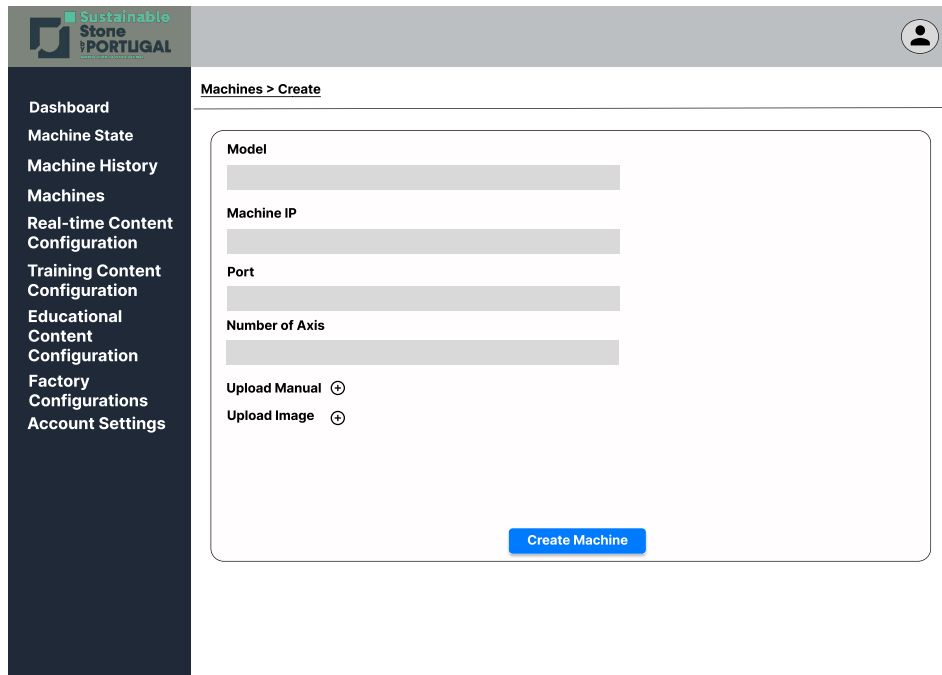 Sustainable
Stone
by PORTUGAL
Machines > Create
Dashboard
Machine State
Machine History
Machines
Real-time Content
Configuration
Training Content
Configuration
Educational
Content
Configuration
Factory
Configurations
Account Settings
Model
Machine IP
Port
Number of Axis
Upload Manual
Upload Image
Create Machine